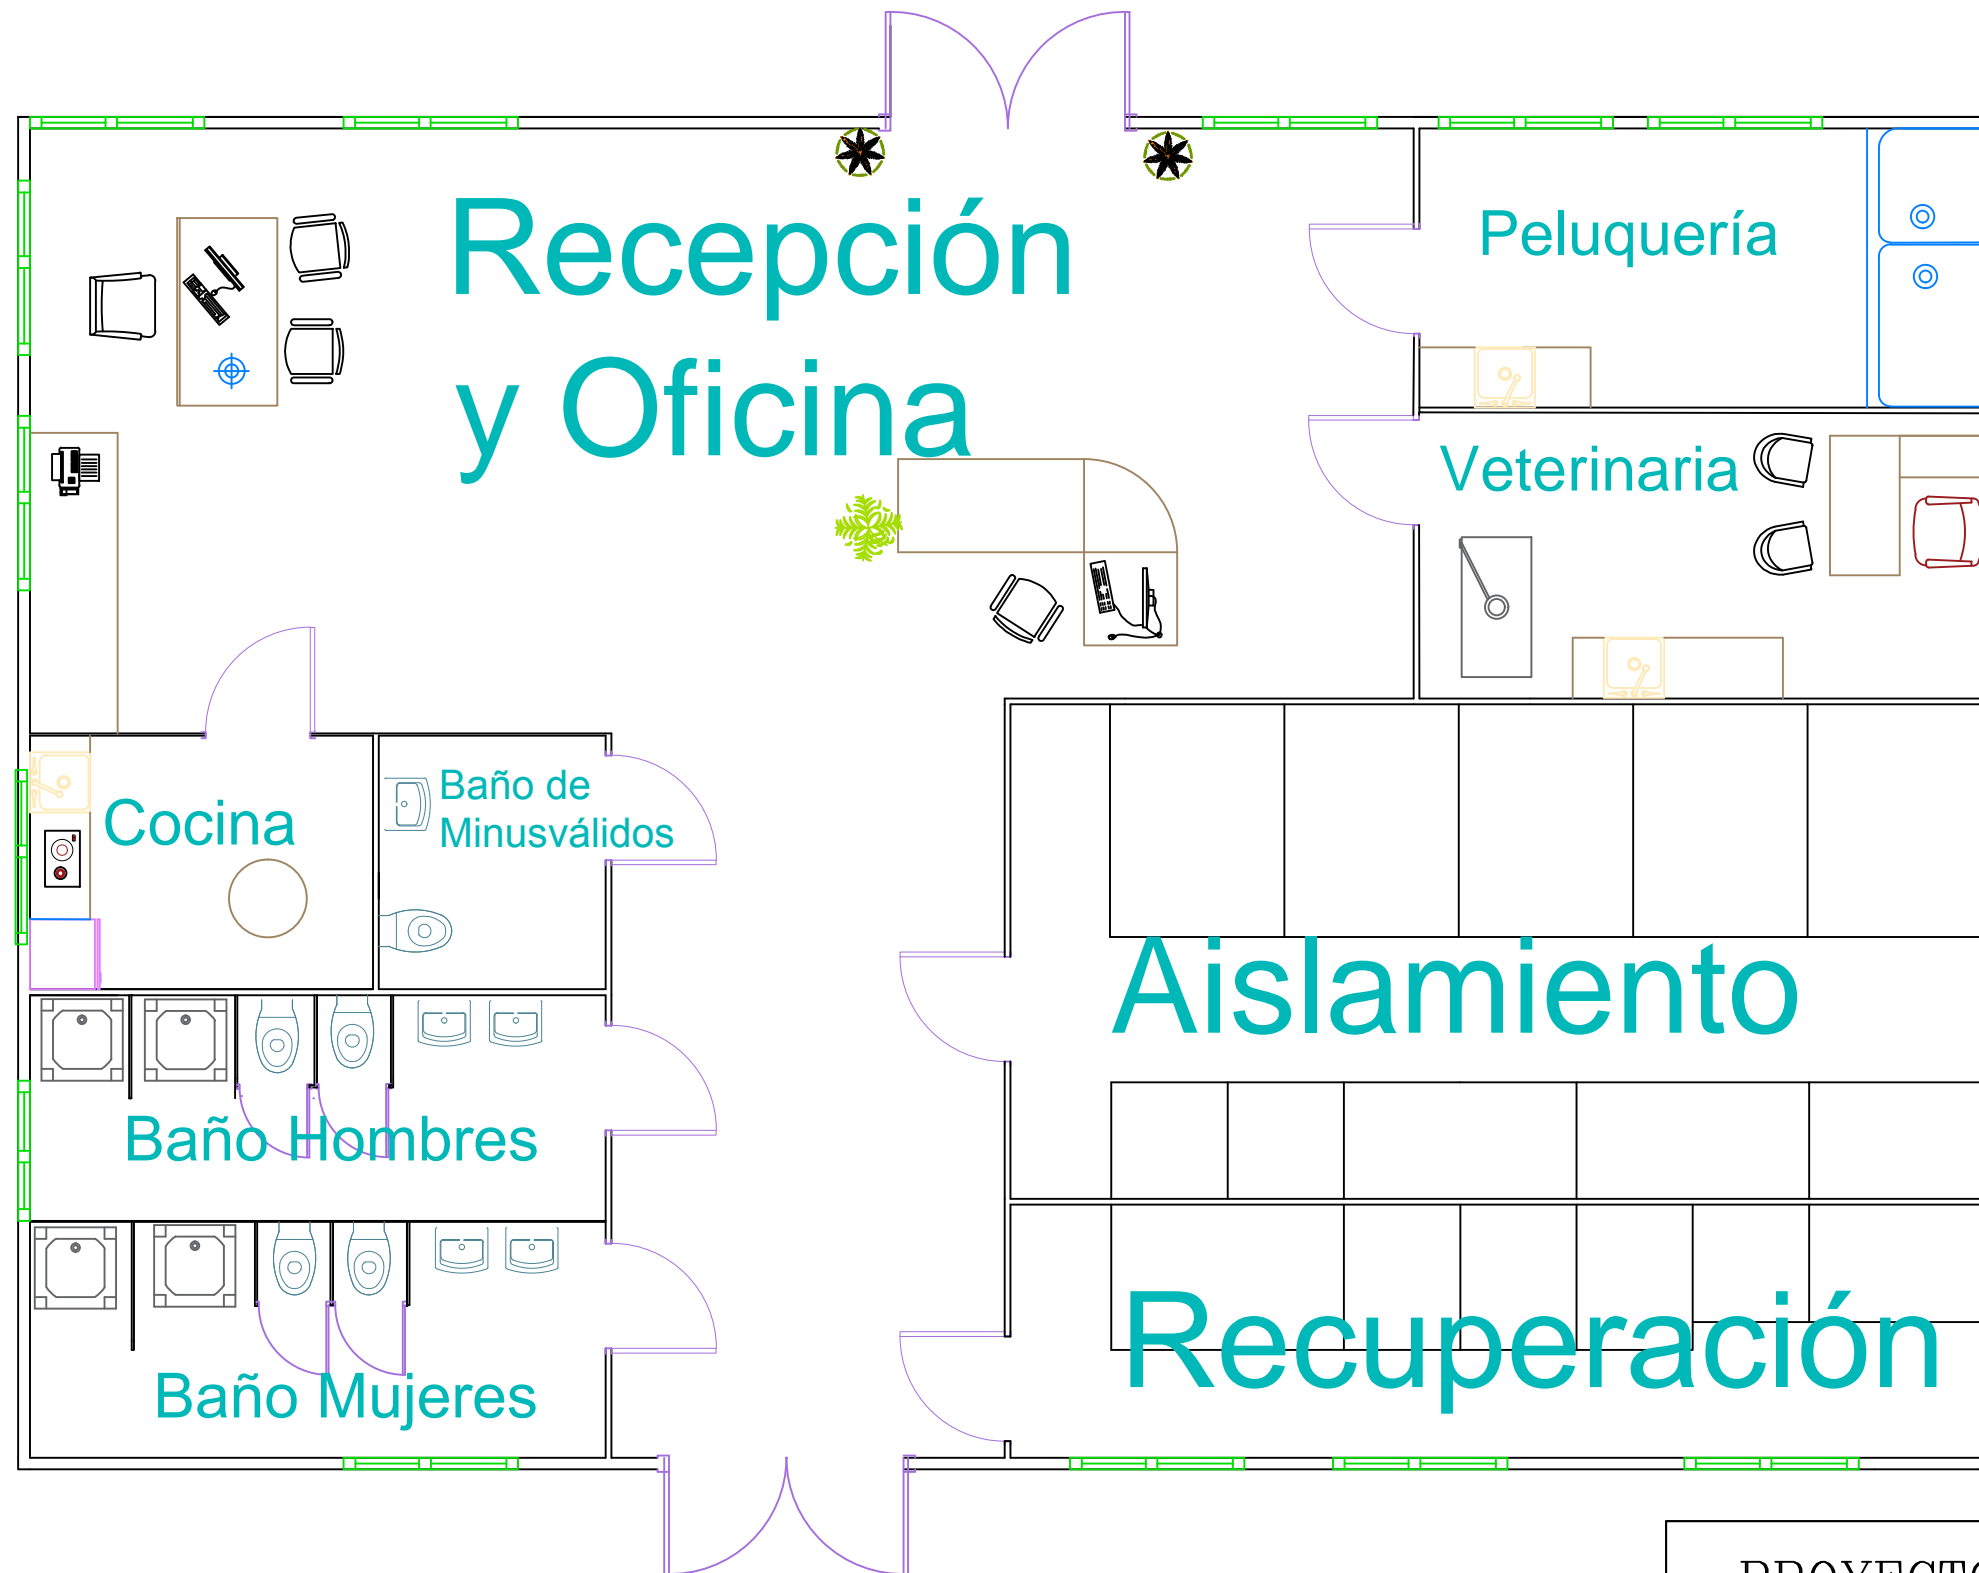 Recepción
y Oficina
Peluquería
Veterinaria
Cocina
Baño de
Minusválidos
Aislamiento
Baño Hombres
Recuperación
Baño Mujeres